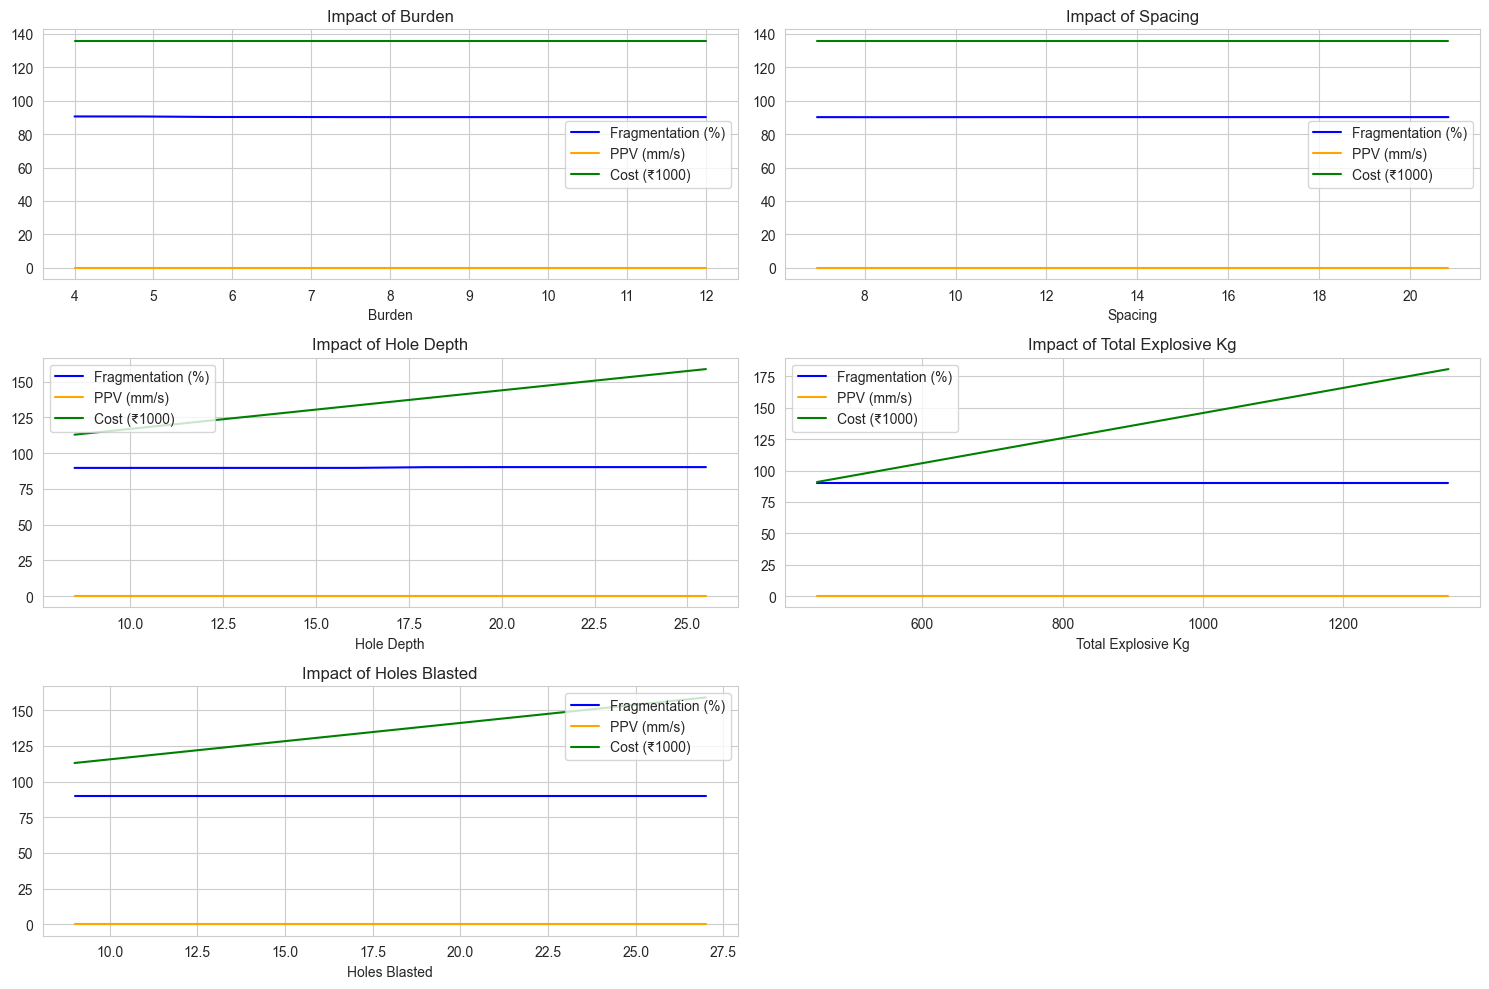 Impact of Burden
140
120
100
80
60
40
20
0
Fragmentation (%)
PPV (mm/s)
Cost (₹1000)
4 5 6 7 8 9 10 11 12
Burden
Impact of Spacing
140
120
100
80
60
40
20
0
Fragmentation (%)
PPV (mm/s)
Cost (₹1000)
8 10 12 14 16 18 20
Spacing
Impact of Hole Depth
150
125
100
75
50
25
0
Fragmentation (%)
PPV (mm/s)
Cost (₹1000)
10.0 12.5 15.0 17.5 20.0 22.5 25.0
Hole Depth
Impact of Total Explosive Kg
175
150
125
100
75
50
25
0
Fragmentation (%)
PPV (mm/s)
Cost (₹1000)
600 800 1000 1200
Total Explosive Kg
Impact of Holes Blasted
150
125
100
75
50
25
0
Fragmentation (%)
PPV (mm/s)
Cost (₹1000)
10.0 12.5 15.0 17.5 20.0 22.5 25.0 27.5
Holes Blasted